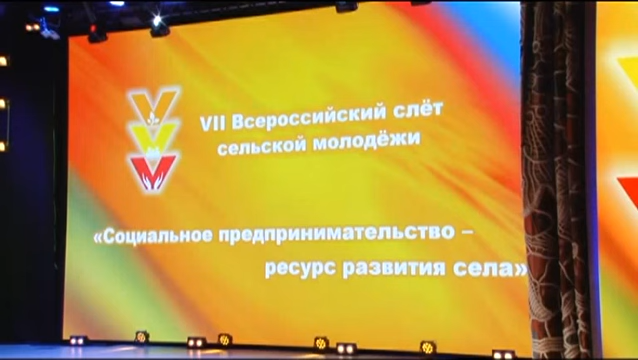 VII Всероссийский слёт
сельской молодёжи
«Социальное предпринимательство –
ресурс развития села»